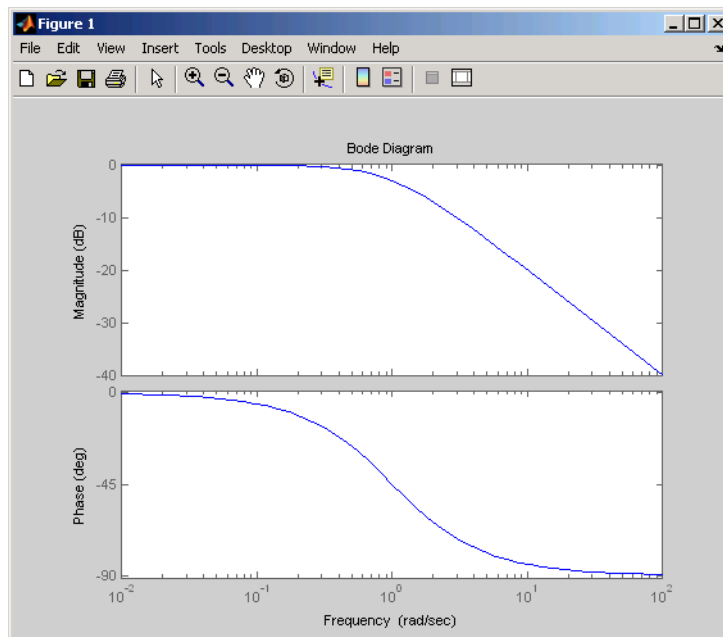 Figure 1
File Edit View Insert Tools Desktop Window Help
Bode Diagram
Magnitude (dB)
0
-10
-20
-30
-40
Phase (deg)
0
-45
-90
10^-2 10^-1 10^0 10^1 10^2
Frequency (rad/sec)